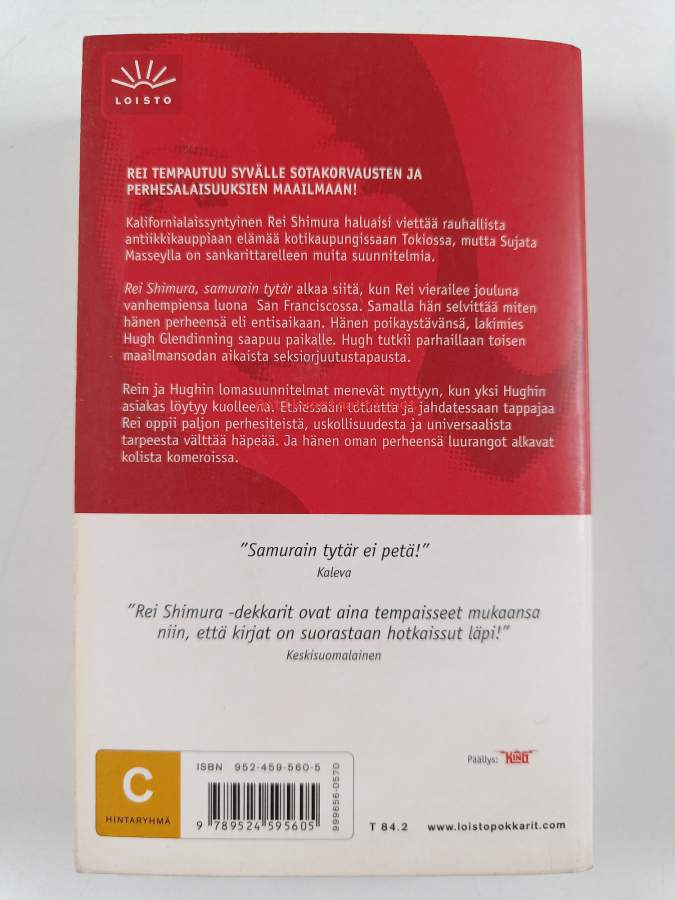 LOISTO
REI TEMPAUTUU SYVÄLLE SOTAKORVAUSTEN JA
PERHESALAISUUKSIEN MAAILMAAN!
Kalifornialaissyntyinen Rei Shimura haluaisi viettää rauhallista
antiikkikauppiaan elämää kotikaupungissaan Tokiossa, mutta Sujata
Masseylla on sankarittarelleen muita suunnitelmia.
Rei Shimura, samurain tytär alkaa siitä, kun Rei vierailee jouluna
vanhempiensa luona San Franciscossa. Samalla hän selvittää miten
hänen perheensä eli entisaikaan. Hänen poikaystävänsä, lakimies
Hugh Glendinning saapuu paikalle. Hugh tutkii parhaillaan toisen
maailmansodan aikaista seksiorjuutustapausta.
Rein ja Hughin lomasuunnitelmat menevät myttyyn, kun yksi Hughin
asiakas löytyy kuolleena. Etsiessään totuutta ja jahdatessaan tappajaa
Rei oppii paljon perhesiteistä, uskollisuudesta ja universaalista
tarpeesta välttää häpeää. Ja hänen oman perheensä luurangot alkavat
kolista komeroissa.
"Samurain tytär ei petä!"
Kaleva
"Rei Shimura -dekkarit ovat aina tempaisseet mukaansa
niin, että kirjat on suorastaan hotkaissut läpi!"
Keskisuomalainen
C
HINTARYHMÄ
ISBN 952-459-560-5
9 789524 595605
999656-0570
Päällys: KING
T 84.2 www.loistopokkarit.com